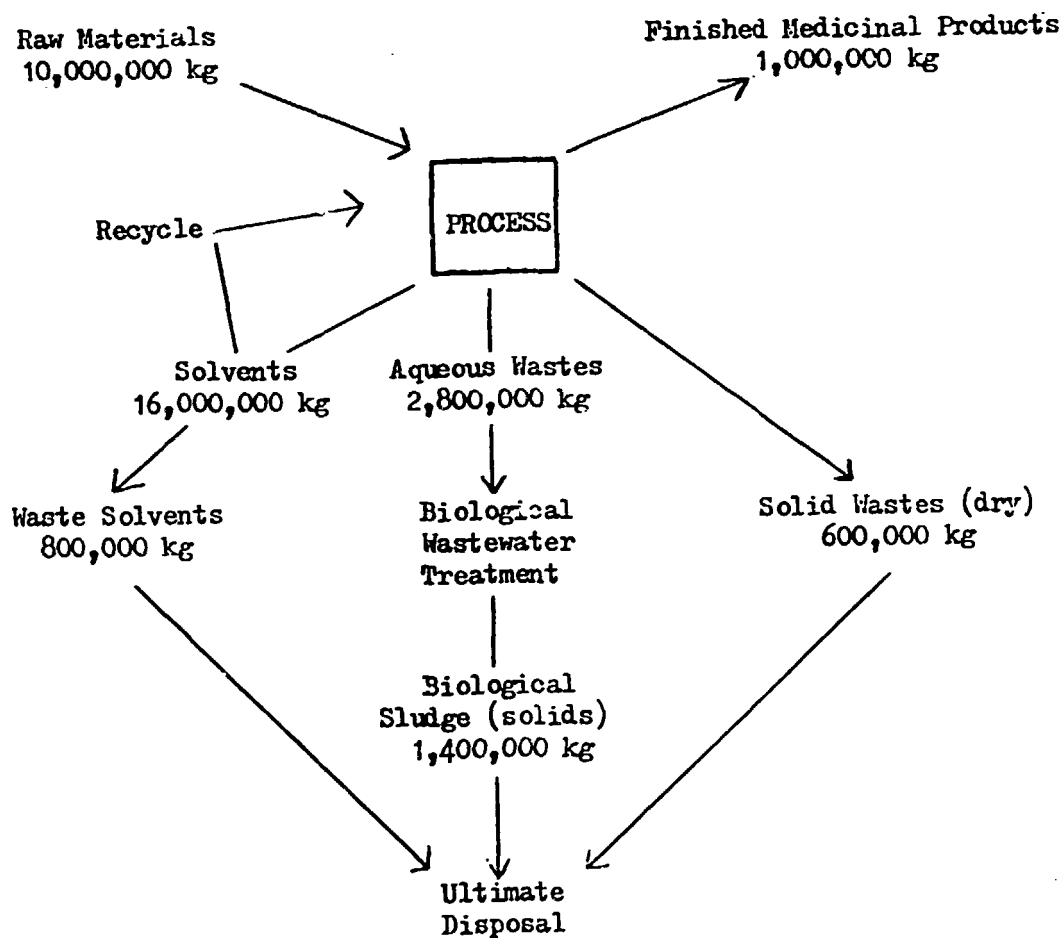 Raw Materials
10,000,000 kg
Finished Medicinal Products
1,000,000 kg
Recycle
PROCESS
Solvents
16,000,000 kg
Aqueous Wastes
2,800,000 kg
Waste Solvents
800,000 kg
Biological
Wastewater
Treatment
Solid Wastes (dry)
600,000 kg
Biological
Sludge (solids)
1,400,000 kg
Ultimate
Disposal